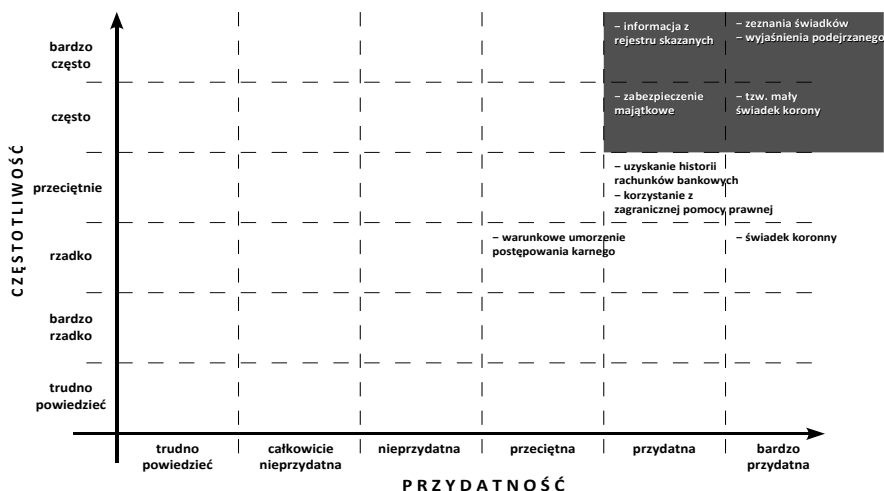 CZĘSTOTLIWOŚĆ
bardzo
często
– informacja z
rejestru skazanych
– zeznania świadków
– wyjaśnienia podejrzanego
często
– zabezpieczenie
majątkowe
– tzw. mały
świadek korony
przeciętnie
– uzyskanie historii
rachunków bankowych
– korzystanie z
zagranicznej pomocy prawnej
rzadko
– warunkowe umorzenie
postępowania karnego
– świadek koronny
bardzo
rzadko
trudno
powiedzieć
trudno
powiedzieć
całkowicie
nieprzydatna
nieprzydatna
przeciętna
przydatna
bardzo
przydatna
PRZYDATNOŚĆ